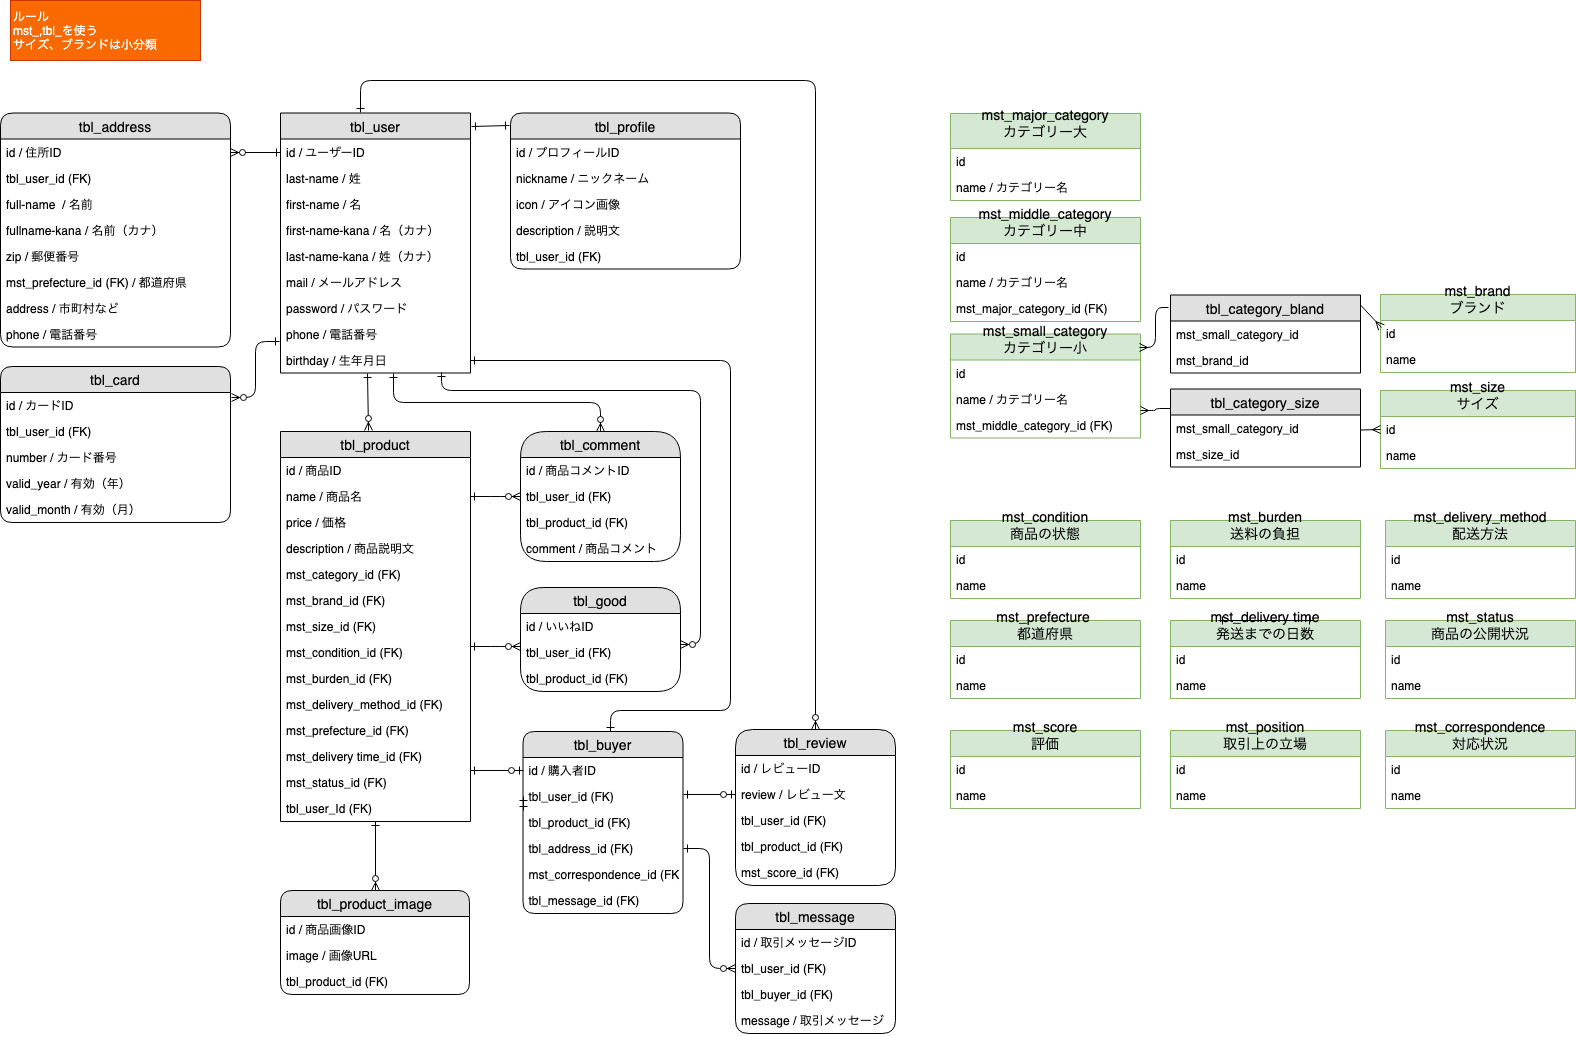 ルール
mst_,tbl_を使う
サイズ、ブランドは小分類
tbl_address
id / 住所ID
tbl_user_id (FK)
full-name / 名前
fullname-kana / 名前（カナ）
zip / 郵便番号
mst_prefecture_id (FK) / 都道府県
address / 市町村など
phone / 電話番号
tbl_card
id / カードID
tbl_user_id (FK)
number / カード番号
valid_year / 有効（年）
valid_month / 有効（月）
tbl_user
id / ユーザーID
last-name / 姓
first-name / 名
first-name-kana / 名（カナ）
last-name-kana / 姓（カナ）
mail / メールアドレス
password / パスワード
phone / 電話番号
birthday / 生年月日
tbl_profile
id / プロフィールID
nickname / ニックネーム
icon / アイコン画像
description / 説明文
tbl_user_id (FK)
tbl_product
id / 商品ID
name / 商品名
price / 価格
description / 商品説明文
mst_category_id (FK)
mst_brand_id (FK)
mst_size_id (FK)
mst_condition_id (FK)
mst_burden_id (FK)
mst_delivery_method_id (FK)
mst_prefecture_id (FK)
mst_delivery time_id (FK)
mst_status_id (FK)
tbl_user_Id (FK)
tbl_comment
id / 商品コメントID
tbl_user_id (FK)
tbl_product_id (FK)
comment / 商品コメント
tbl_good
id / いいねID
tbl_user_id (FK)
tbl_product_id (FK)
tbl_buyer
id / 購入者ID
tbl_user_id (FK)
tbl_product_id (FK)
tbl_address_id (FK)
mst_correspondence_id (FK
tbl_message_id (FK)
tbl_review
id / レビューID
review / レビュー文
tbl_user_id (FK)
tbl_product_id (FK)
mst_score_id (FK)
tbl_product_image
id / 商品画像ID
image / 画像URL
tbl_product_id (FK)
tbl_message
id / 取引メッセージID
tbl_user_id (FK)
tbl_buyer_id (FK)
message / 取引メッセージ
mst_major_category
カテゴリー大
id
name / カテゴリー名
mst_middle_category
カテゴリー中
id
name / カテゴリー名
mst_major_category_id (FK)
mst_small_category
カテゴリー小
id
name / カテゴリー名
mst_middle_category_id (FK)
tbl_category_bland
mst_small_category_id
mst_brand_id
mst_brand
ブランド
id
name
tbl_category_size
mst_small_category_id
mst_size_id
mst_size
サイズ
id
name
mst_condition
商品の状態
id
name
mst_burden
送料の負担
id
name
mst_delivery_method
配送方法
id
name
mst_prefecture
都道府県
id
name
mst_delivery time
発送までの日数
id
name
mst_status
商品の公開状況
id
name
mst_score
評価
id
name
mst_position
取引上の立場
id
name
mst_correspondence
対応状況
id
name